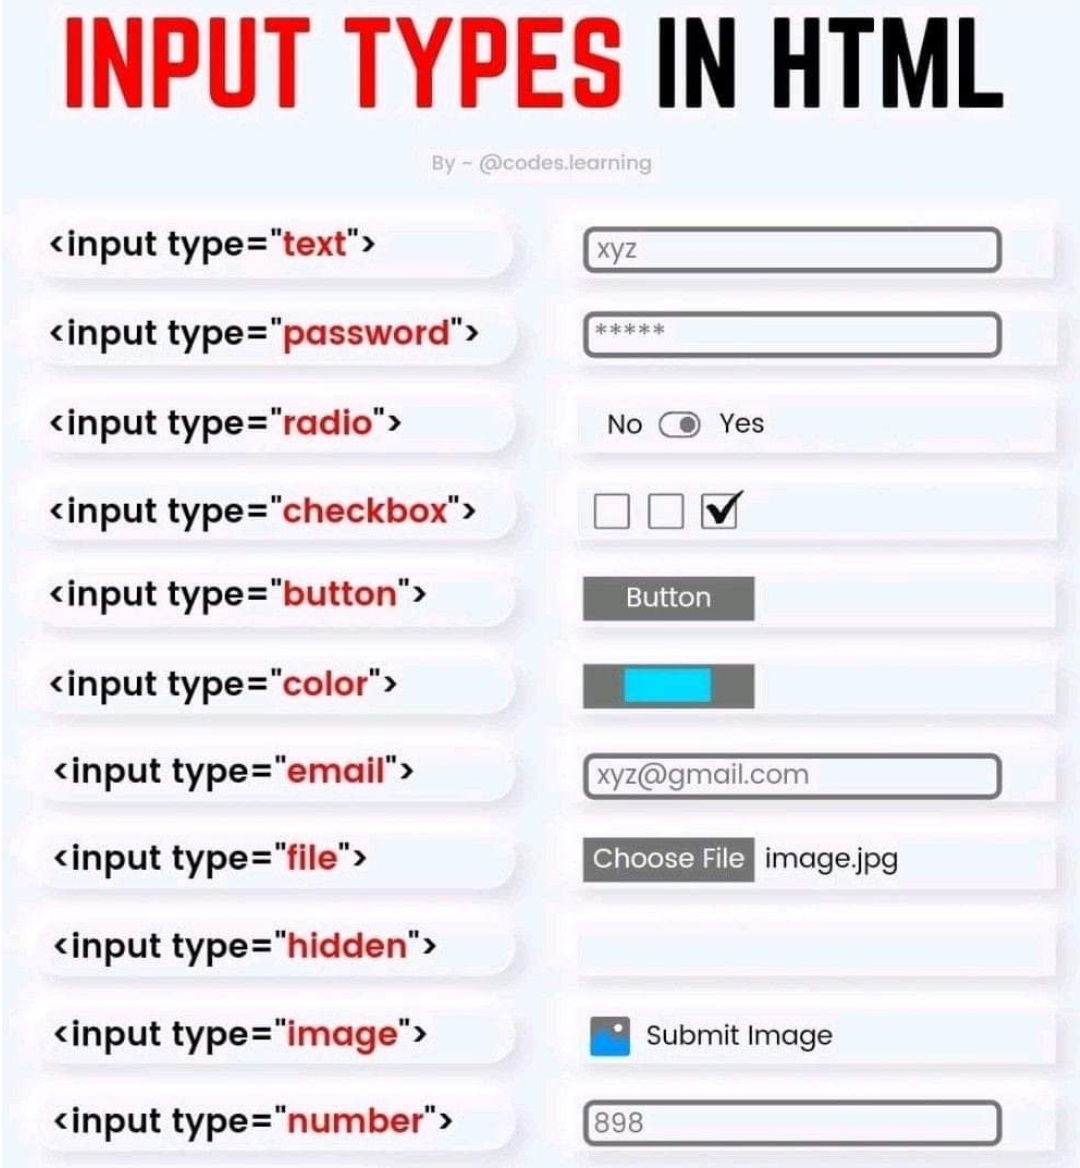 INPUT TYPES IN HTML
By ~ @codes.learning
<input type="text">
xyz
<input type="password">
*****
<input type="radio">
No Yes
<input type="checkbox">
<input type="button">
Button
<input type="color">
<input type="email">
xyz@gmail.com
<input type="file">
Choose File image.jpg
<input type="hidden">
<input type="image">
Submit Image
<input type="number">
898